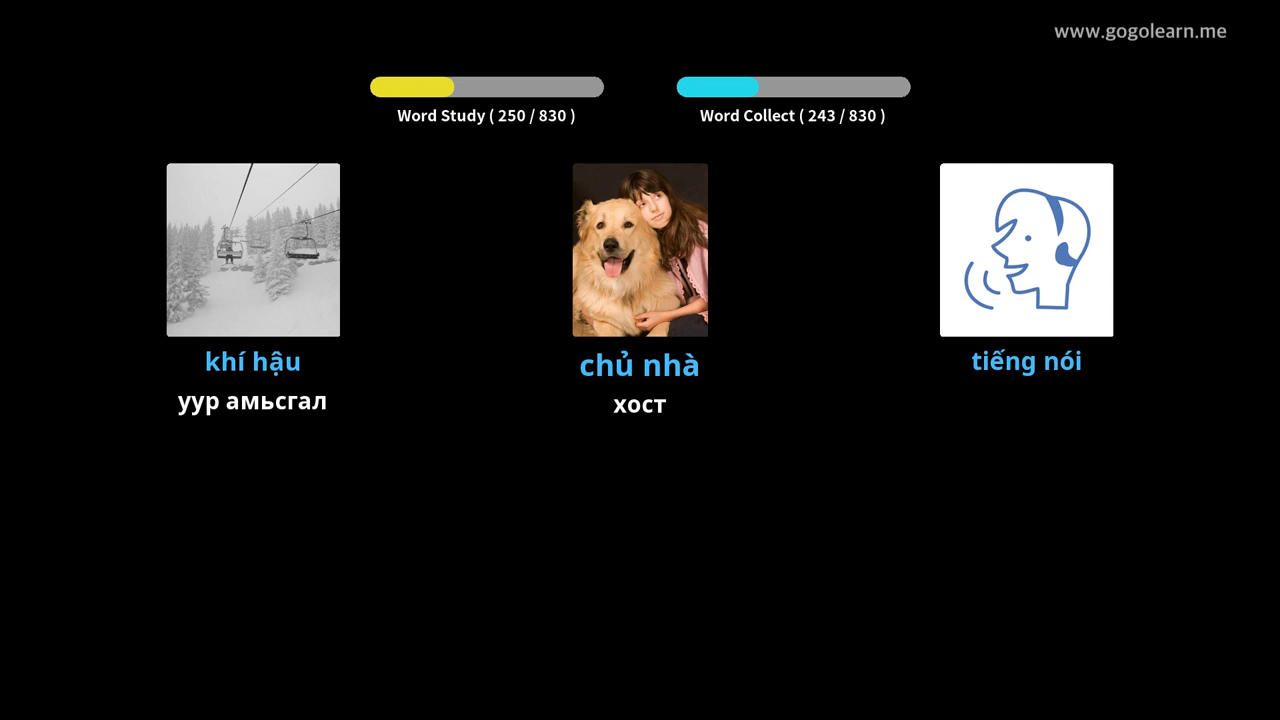 www.gogolearn.me
Word Study ( 250 / 830 )
Word Collect ( 243 / 830 )
khí hậu
chủ nhà
tiếng nói
уур амьсгал
хост